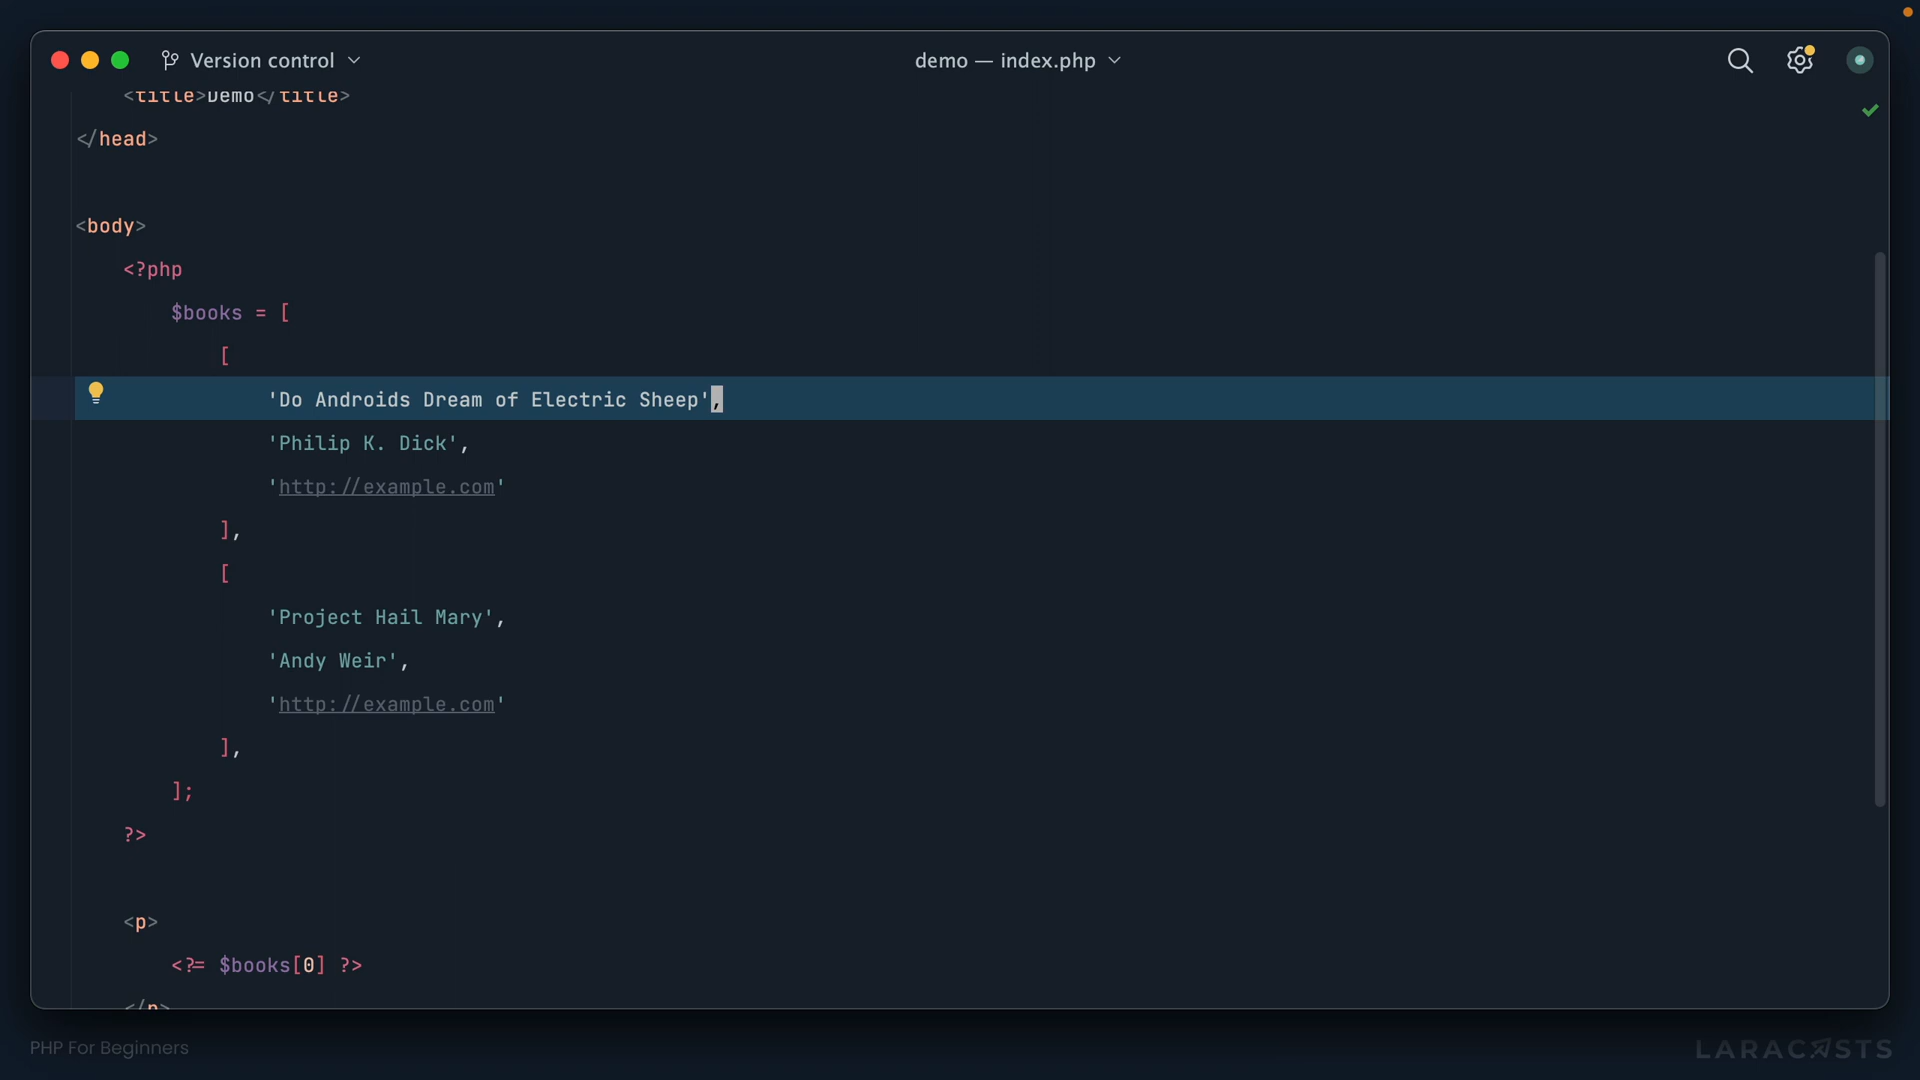 Version control
demo — index.php
<title>Demo</title>
</head>
<body>
<?php
$books = [
[
'Do Androids Dream of Electric Sheep',
'Philip K. Dick',
'http://example.com'
],
[
'Project Hail Mary',
'Andy Weir',
'http://example.com'
],
];
?>
<p>
<?= $books[0] ?>
</p>
PHP For Beginners
LARACASTS